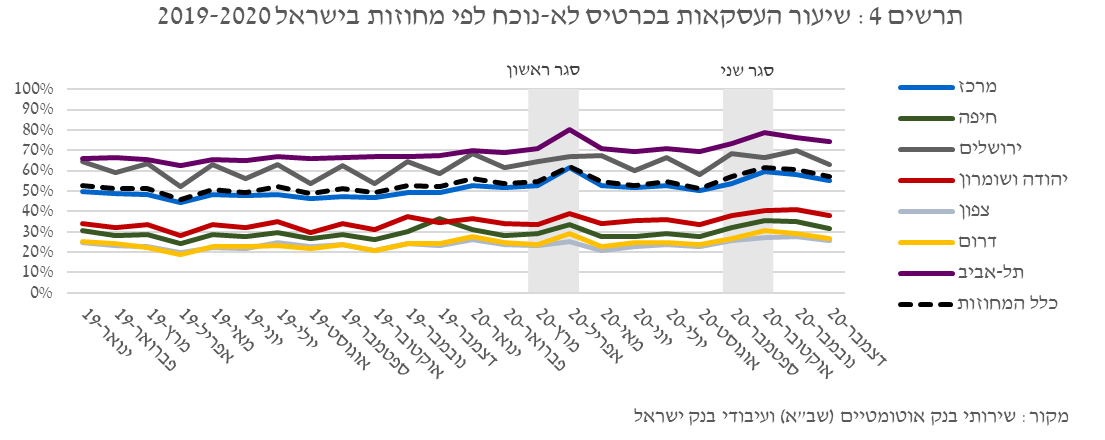 תרשים 4 : שיעור העסקאות בכרטיס לא-נוכח לפי מחוזות בישראל 2019-2020
סגר ראשון
סגר שני
100%
90%
80%
70%
60%
50%
40%
30%
20%
10%
0%
ינואר-19
פברואר-19
מרץ-19
אפריל-19
מאי-19
יוני-19
יולי-19
אוגוסט-19
ספטמבר-19
אוקטובר-19
נובמבר-19
דצמבר-19
ינואר-20
פברואר-20
מרץ-20
אפריל-20
מאי-20
יוני-20
יולי-20
אוגוסט-20
ספטמבר-20
אוקטובר-20
נובמבר-20
דצמבר-20
מרכז
חיפה
ירושלים
יהודה ושומרון
צפון
דרום
תל-אביב
כלל המחוזות
מקור : שירותי בנק אוטומטיים (שב"א) ועיבודי בנק ישראל